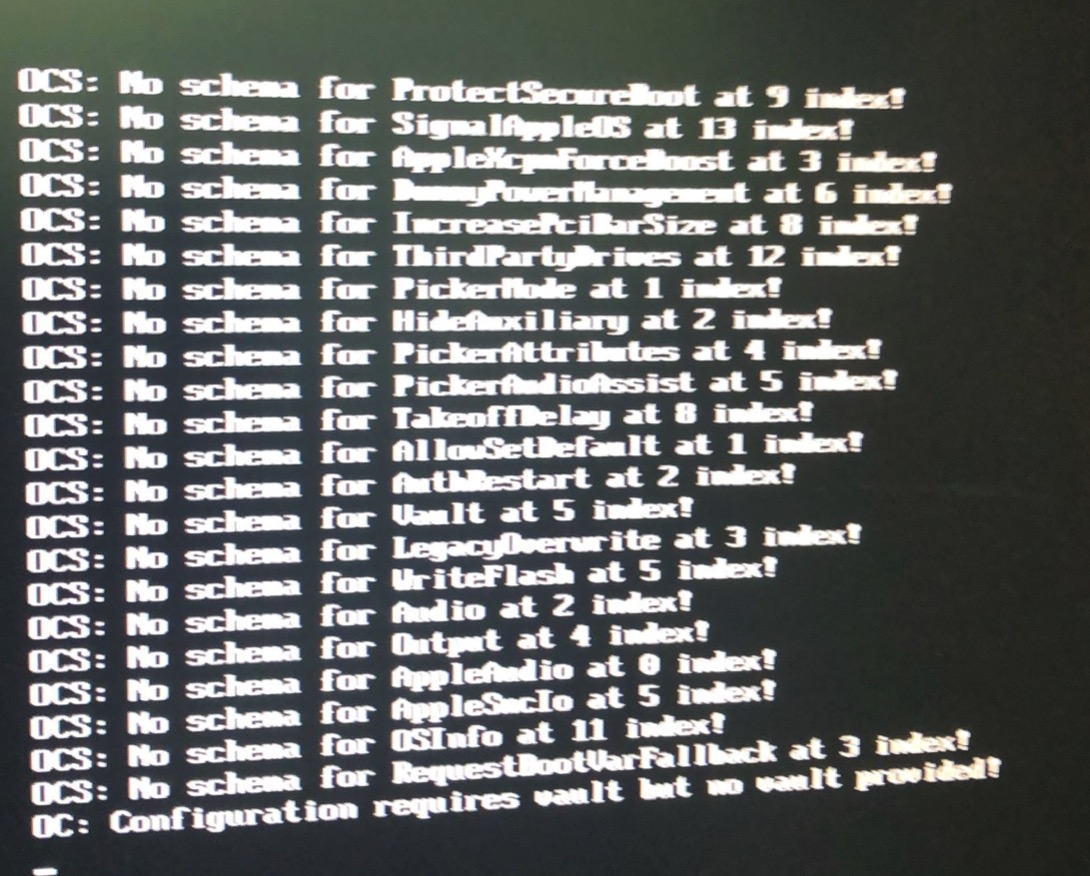 OCS: No schema for ProtectSecureBoot at 9 index!
OCS: No schema for SignalAppleOS at 13 index!
OCS: No schema for AppleXcpmForceBoost at 3 index!
OCS: No schema for DummyPowerManagement at 6 index!
OCS: No schema for IncreasePciBarSize at 8 index!
OCS: No schema for ThirdPartyDrives at 12 index!
OCS: No schema for PickerMode at 1 index!
OCS: No schema for HideAuxiliary at 2 index!
OCS: No schema for PickerAttributes at 4 index!
OCS: No schema for PickerAudioAssist at 5 index!
OCS: No schema for TakeoffDelay at 8 index!
OCS: No schema for AllowSetDefault at 1 index!
OCS: No schema for AuthRestart at 2 index!
OCS: No schema for Vault at 5 index!
OCS: No schema for LegacyOverwrite at 3 index!
OCS: No schema for WriteFlash at 5 index!
OCS: No schema for Audio at 2 index!
OCS: No schema for Output at 4 index!
OCS: No schema for AppleAudio at 0 index!
OCS: No schema for AppleSmcIo at 5 index!
OCS: No schema for OSInfo at 11 index!
OCS: No schema for RequestBootVarFallback at 3 index!
OC: Configuration requires vault but no vault provided!